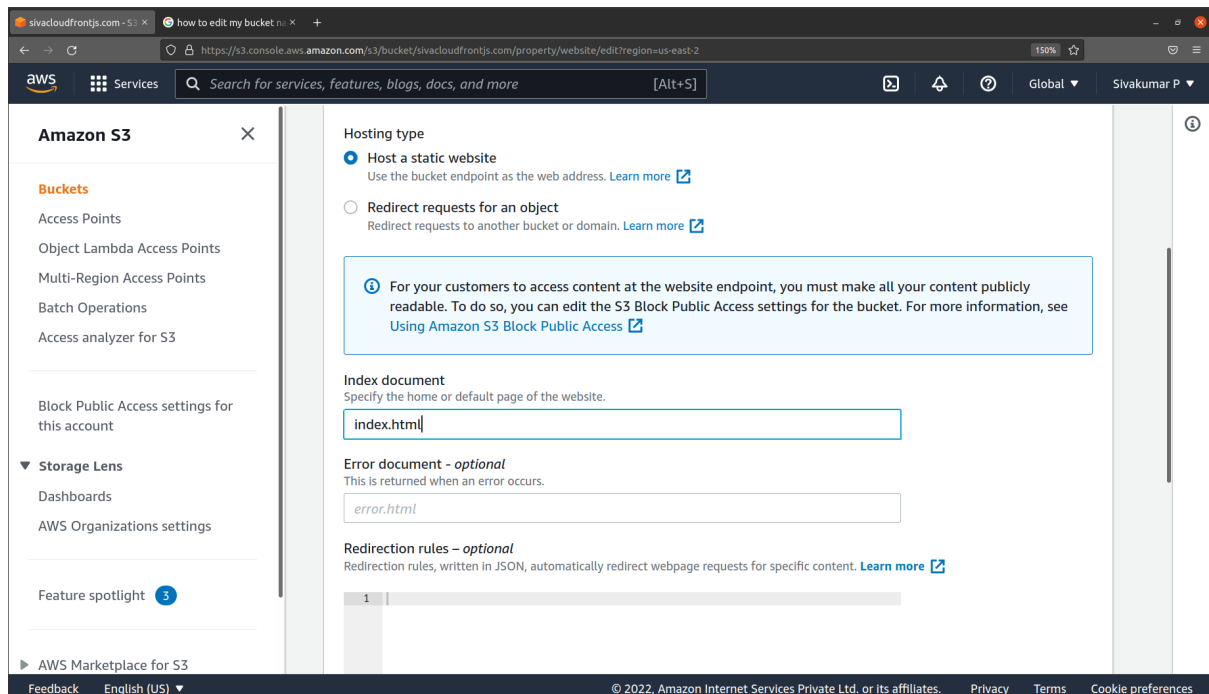 sivacloudfrontjs.com - S3
how to edit my bucket na
https://s3.console.aws.amazon.com/s3/bucket/sivacloudfrontjs.com/property/website/edit?region=us-east-2
150%
aws
Services
Search for services, features, blogs, docs, and more
[Alt+S]
Global
Sivakumar P
Amazon S3
Buckets
Access Points
Object Lambda Access Points
Multi-Region Access Points
Batch Operations
Access analyzer for S3
Block Public Access settings for
this account
Storage Lens
Dashboards
AWS Organizations settings
Feature spotlight 3
AWS Marketplace for S3
Hosting type
Host a static website
Use the bucket endpoint as the web address. Learn more
Redirect requests for an object
Redirect requests to another bucket or domain. Learn more
For your customers to access content at the website endpoint, you must make all your content publicly
readable. To do so, you can edit the S3 Block Public Access settings for the bucket. For more information, see
Using Amazon S3 Block Public Access
Index document
Specify the home or default page of the website.
index.html
Error document - optional
This is returned when an error occurs.
error.html
Redirection rules – optional
Redirection rules, written in JSON, automatically redirect webpage requests for specific content. Learn more
1
Feedback
English (US)
© 2022, Amazon Internet Services Private Ltd. or its affiliates.
Privacy
Terms
Cookie preferences